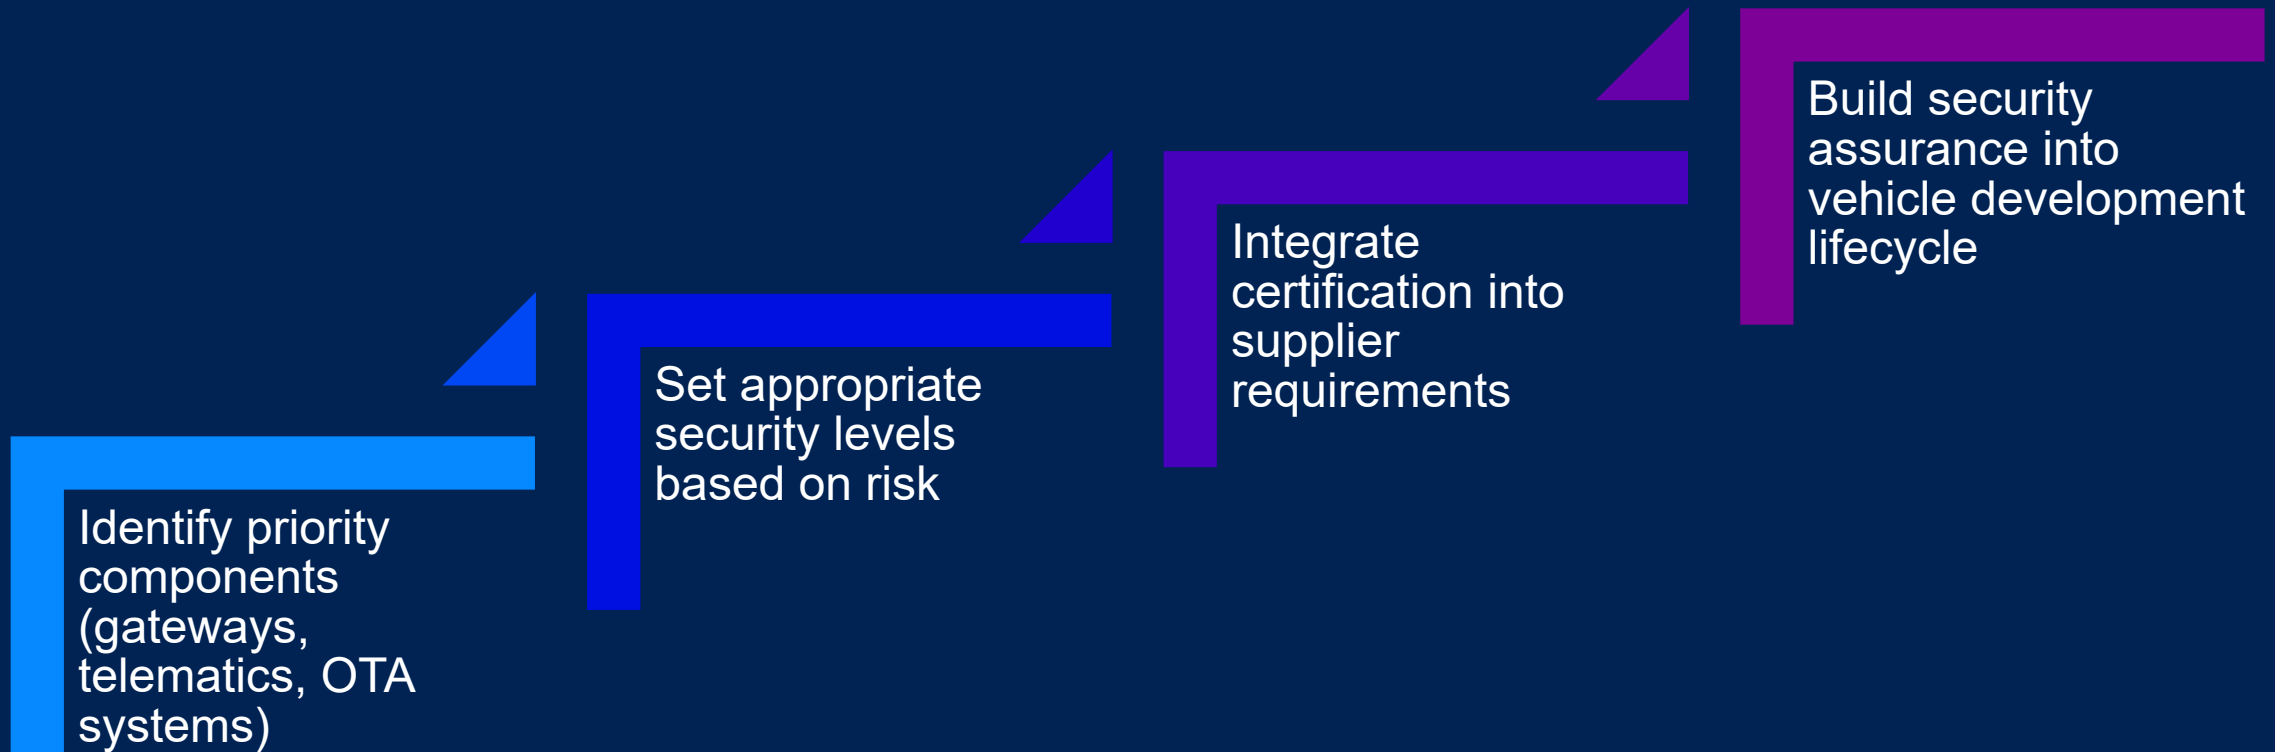 Identify priority
components
(gateways,
telematics, OTA
systems)
Set appropriate
security levels
based on risk
Integrate
certification into
supplier
requirements
Build security
assurance into
vehicle development
lifecycle